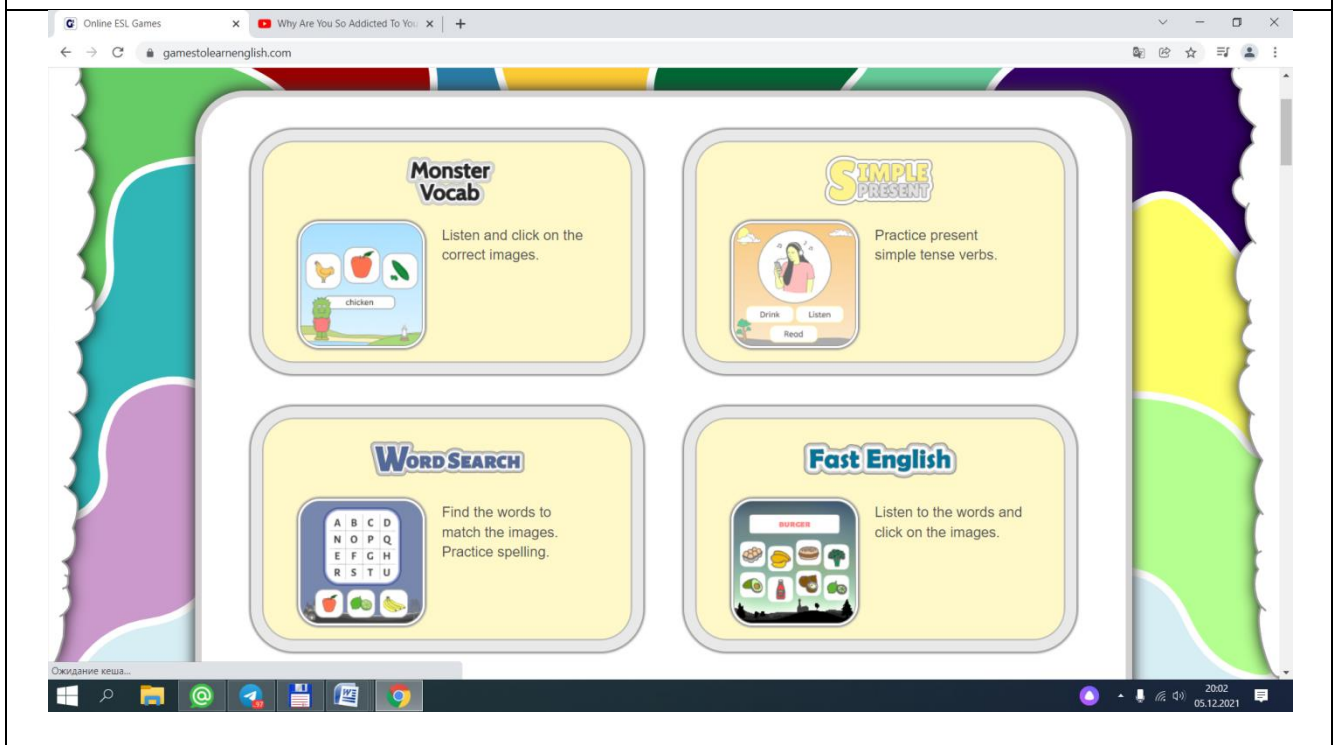 Online ESL Games
Why Are You So Addicted To You
gamestolearnenglish.com
Monster
Vocab
Listen and click on the
correct images.
chicken
SIMPLE
PRESENT
Practice present
simple tense verbs.
Drink Listen
Read
WORD SEARCH
Find the words to
match the images.
Practice spelling.
A B C D
N O P Q
E F G H
R S T U
Fast English
Listen to the words and
click on the images.
BURGER
Ожидание кеша...
97
20:02
05.12.2021